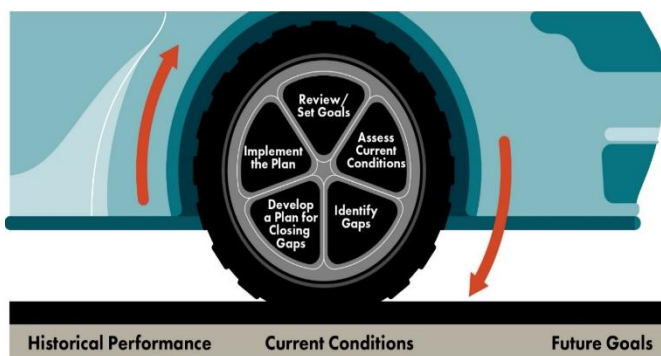 Review/
Set Goals
Assess
Current
Conditions
Identify
Gaps
Develop
a Plan for
Closing
Gaps
Implement
the Plan
Historical Performance
Current Conditions
Future Goals